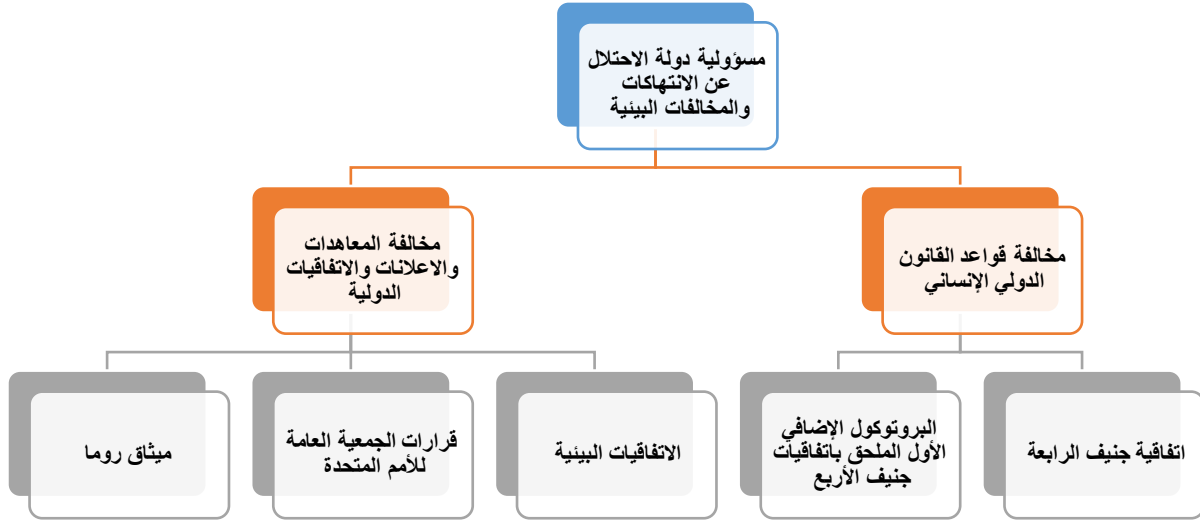 مسؤولية دولة الاحتلال
عن الانتهاكات
والمخالفات البيئية
مخالفة قواعد القانون
الدولي الإنساني
مخالفة المعاهدات
والاعلانات والاتفاقيات
الدولية
اتفاقية جنيف الرابعة
البروتوكول الإضافي
الأول الملحق باتفاقيات
جنيف الأربع
الاتفاقيات البيئية
قرارات الجمعية العامة
للأمم المتحدة
ميثاق روما